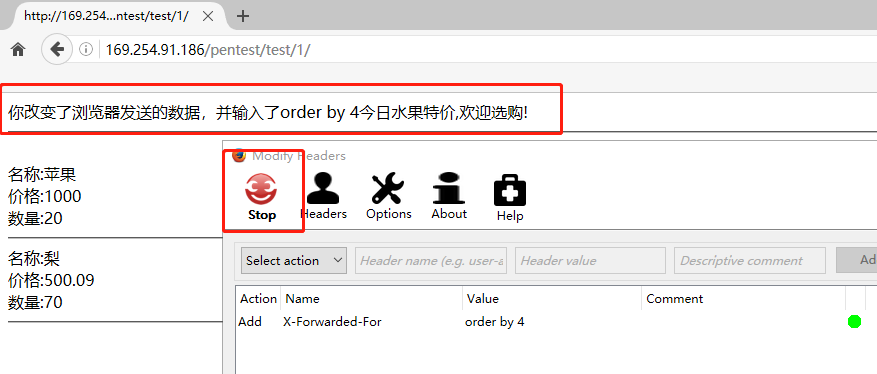 http://169.254...ntest/test/1/
169.254.91.186/pentest/test/1/
你改变了浏览器发送的数据，并输入了order by 4今日水果特价,欢迎选购!
名称:苹果
价格:1000
数量:20
名称:梨
价格:500.09
数量:70
Modify Headers
Stop Headers Options About Help
Select action Header name (e.g. user-a Header value Descriptive comment Ad
Action Name Value Comment
Add X-Forwarded-For order by 4